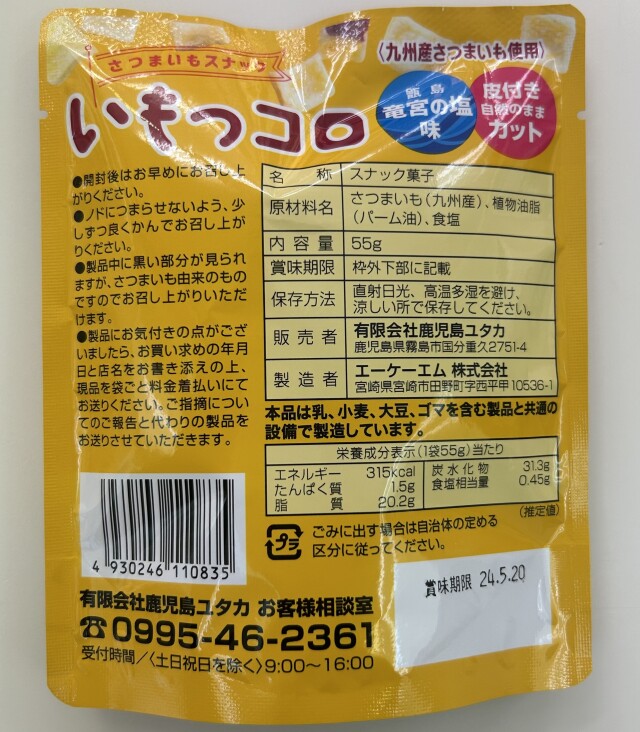 〈九州産さつまいも使用〉
さつまいもスナック
いもつコロ
甑島
竜宮の塩
味
皮付き
自然のまま
カット
●開封後はお早めにお召し上
がりください。
●ノドにつまらせないよう、少
しずつ良くかんでお召し上が
りください。
●製品中に黒い部分が見られ
ますが、さつまいも由来のもの
ですのでお召し上がりいただ
けます。
●製品にお気付きの点がござ
いましたら、お買い求めの年月
日と店名をお書き添えの上、
現品を袋ごと料金着払いにて
お送りください。ご指摘につい
てのご報告と代わりの製品を
お送りさせていただきます。
名 称 スナック菓子
原材料名 さつまいも(九州産)、植物油脂
(パーム油)、食塩
内容量 55g
賞味期限 枠外下部に記載
保存方法 直射日光、高温多湿を避け、
涼しい所で保存してください。
販売者 有限会社鹿児島ユタカ
鹿児島県霧島市国分重久2751-4
製造者 エーケーエム 株式会社
宮崎県宮崎市田野町字西平甲10536-1
本品は乳、小麦、大豆、ゴマを含む製品と共通の
設備で製造しています。
栄養成分表示(1袋55g)当たり
エネルギー 315kcal 炭水化物 31.3g
たんぱく質 1.5g 食塩相当量 0.45g
脂質 20.2g
(推定値)
プラ
ごみに出す場合は自治体の定める
区分に従ってください。
4 930246 110835
賞味期限 24.5.20
有限会社鹿児島ユタカ お客様相談室
☎0995-46-2361
受付時間/〈土日祝日を除く〉9:00〜16:00